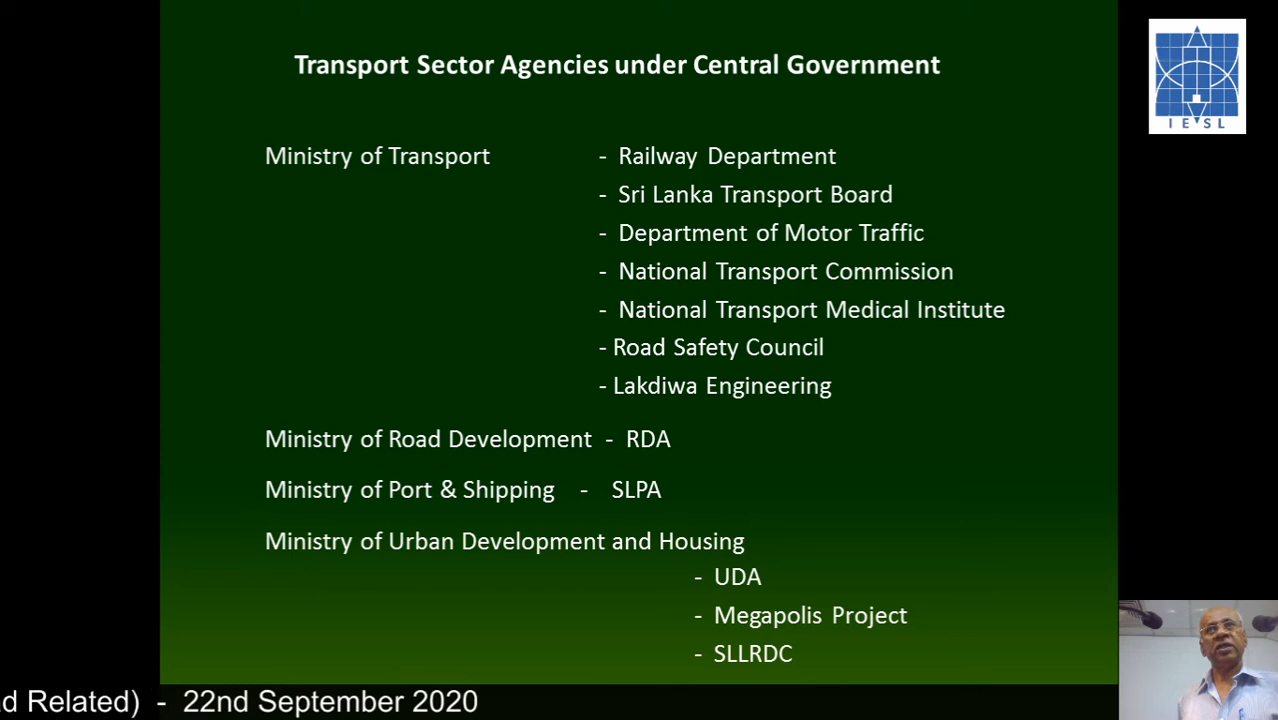 Transport Sector Agencies under Central Government
I E S L
Ministry of Transport - Railway Department
- Sri Lanka Transport Board
- Department of Motor Traffic
- National Transport Commission
- National Transport Medical Institute
- Road Safety Council
- Lakdiwa Engineering
Ministry of Road Development - RDA
Ministry of Port & Shipping - SLPA
Ministry of Urban Development and Housing
- UDA
- Megapolis Project
- SLLRDC
d Related) - 22nd September 2020